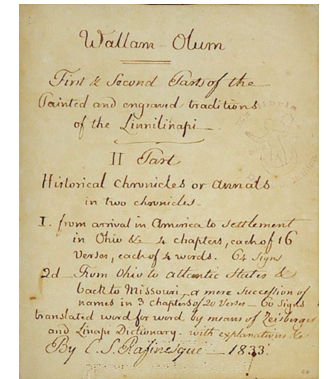 Wallam-Olum
First & Second Parts of the
Painted and engraved traditions
of the Linnilinapi
II Part
Historical Chronicles or Annals
in two chronicles.
I. from arrival in America to settlement
in Ohio &c 4 chapters, each of 16
Verses, each of 4 words. 64 Signs
2d From Ohio to Atlantic States &
back to Missouri, a mere succession of
names in 3 chapters of 20 Verses — 60 Signs
translated word for word by means of Zeisberger
and Linapi Dictionary. with explanations &c
By C. S. Rafinesque — 1833